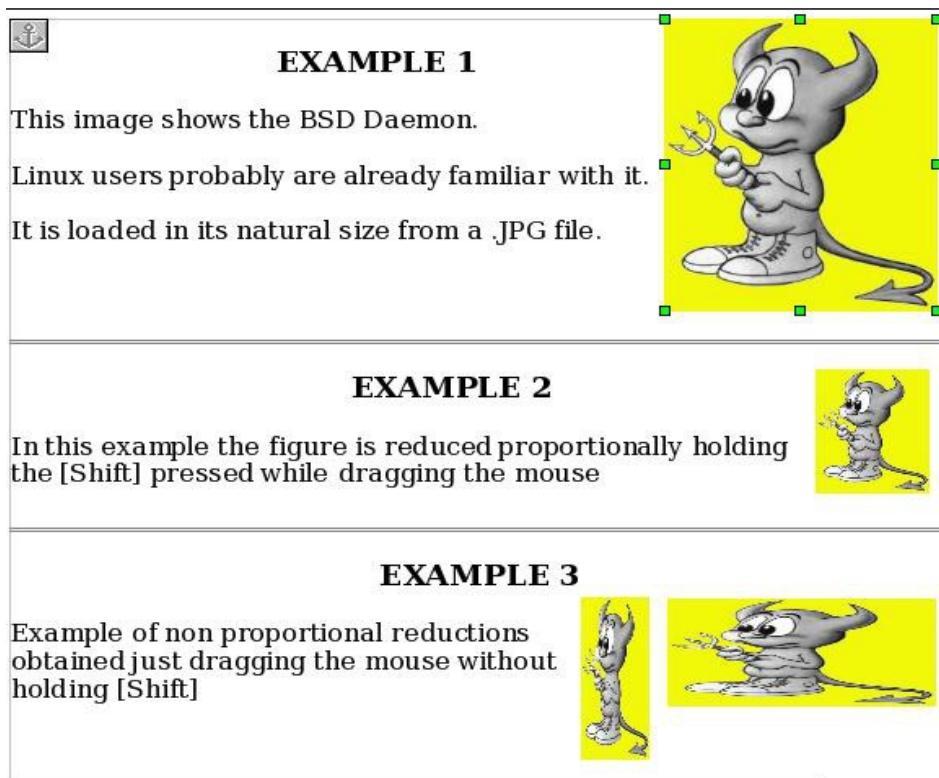 EXAMPLE 1
This image shows the BSD Daemon.
Linux users probably are already familiar with it.
It is loaded in its natural size from a .JPG file.
EXAMPLE 2
In this example the figure is reduced proportionally holding
the [Shift] pressed while dragging the mouse
EXAMPLE 3
Example of non proportional reductions
obtained just dragging the mouse without
holding [Shift]